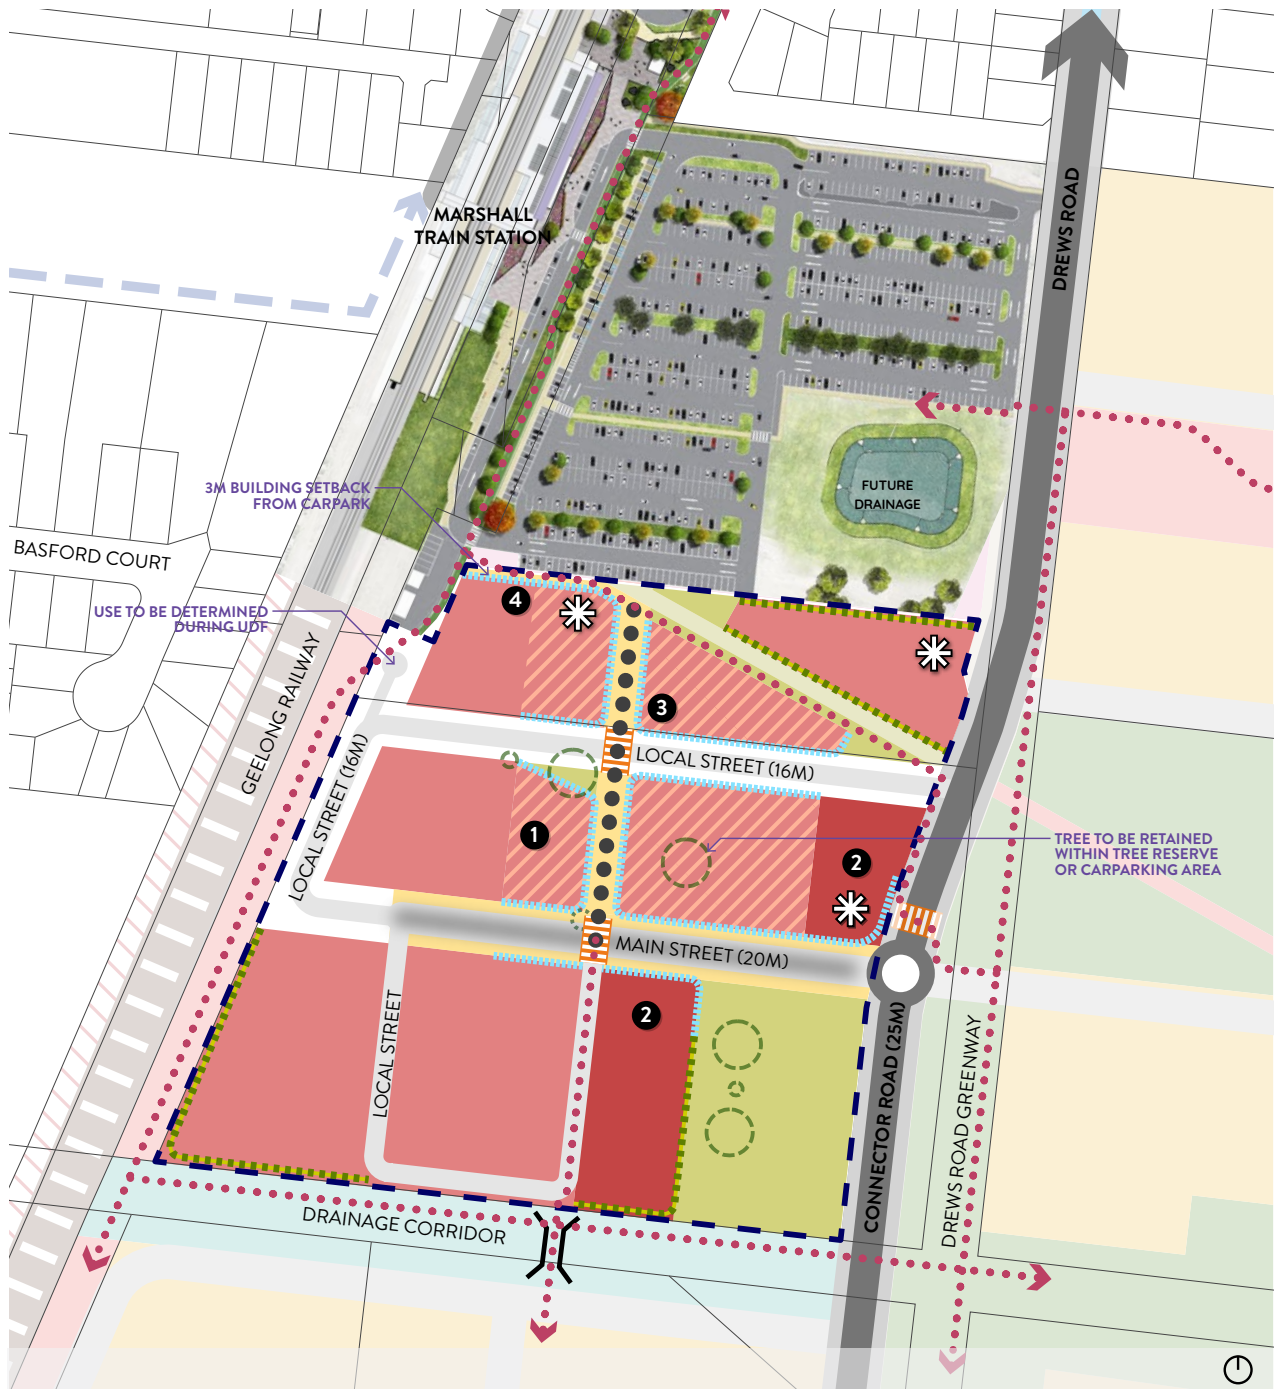 DREWS ROAD
MARSHALL
TRAIN STATION
3M BUILDING SETBACK
FROM CARPARK
FUTURE
DRAINAGE
BASFORD COURT
USE TO BE DETERMINED
DURING UDF
4
3
GEELONG RAILWAY
LOCAL STREET (16M)
LOCAL STREET (16M)
1
2
TREE TO BE RETAINED
WITHIN TREE RESERVE
OR CARPARKING AREA
MAIN STREET (20M)
2
LOCAL STREET
CONNECTOR ROAD (25M)
DREWS ROAD GREENWAY
DRAINAGE CORRIDOR